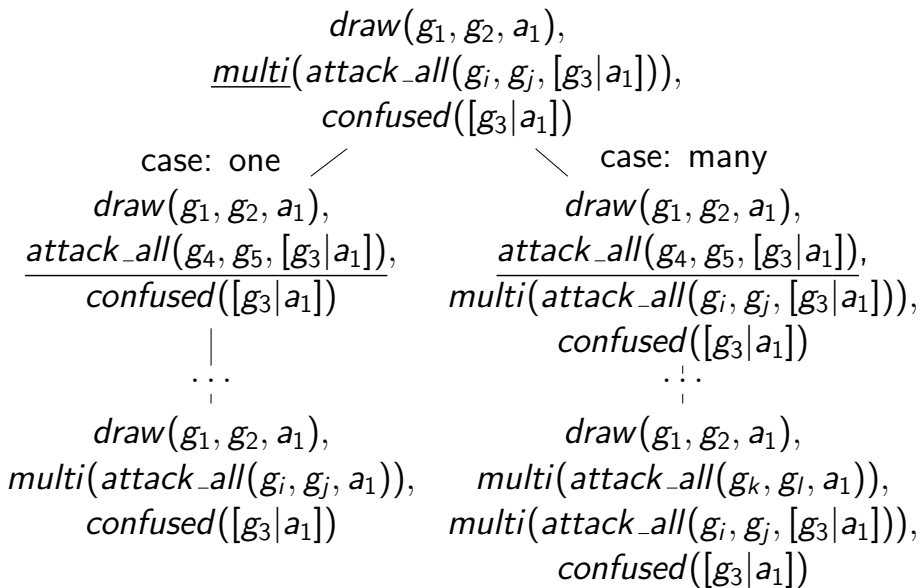 draw(g₁, g₂, a₁),
multi(attack_all(gᵢ, gⱼ, [g₃|a₁])),
confused([g₃|a₁])
case: one
draw(g₁, g₂, a₁),
attack_all(g₄, g₅, [g₃|a₁]),
confused([g₃|a₁])
...
draw(g₁, g₂, a₁),
multi(attack_all(gᵢ, gⱼ, a₁)),
confused([g₃|a₁])
case: many
draw(g₁, g₂, a₁),
attack_all(g₄, g₅, [g₃|a₁]),
multi(attack_all(gᵢ, gⱼ, [g₃|a₁])),
confused([g₃|a₁])
...
draw(g₁, g₂, a₁),
multi(attack_all(gₖ, gₗ, a₁)),
multi(attack_all(gᵢ, gⱼ, [g₃|a₁])),
confused([g₃|a₁])